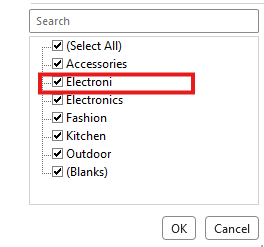 Search
(Select All)
Accessories
Electroni
Electronics
Fashion
Kitchen
Outdoor
(Blanks)
OK Cancel